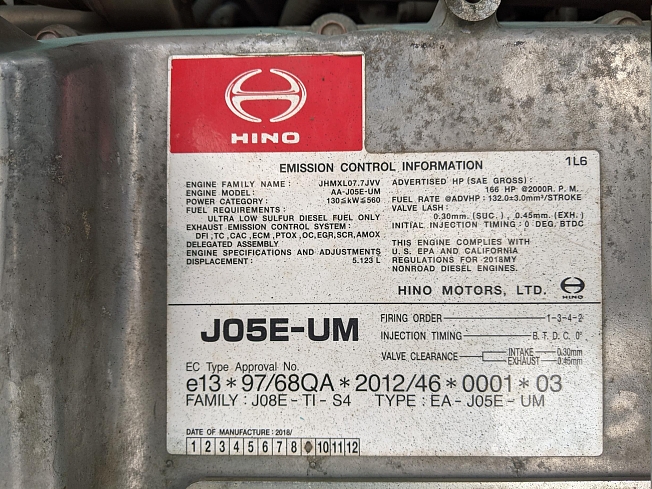 HINO
EMISSION CONTROL INFORMATION 1L6
ENGINE FAMILY NAME : JHMXL07.7JVV
ENGINE MODEL: AA-J05E-UM
POWER CATEGORY: 130≤kW≤560
FUEL REQUIREMENTS :
ULTRA LOW SULFUR DIESEL FUEL ONLY
EXHAUST EMISSION CONTROL SYSTEM :
DFI ,TC ,CAC ,ECM ,PTOX ,OC,EGR,SCR,AMOX
DELEGATED ASSEMBLY
ENGINE SPECIFICATIONS AND ADJUSTMENTS
DISPLACEMENT: 5.123 L
ADVERTISED HP (SAE GROSS) :
166 HP @2000R. P. M.
FUEL RATE @ADVHP : 132.0±3.0mm³/STROKE
VALVE LASH :
0.30mm (SUC.) , 0.45mm (EXH.)
INITIAL INJECTION TIMING : 0 DEG. BTDC
THIS ENGINE COMPLIES WITH
U.S. EPA AND CALIFORNIA
REGULATIONS FOR 2018MY
NONROAD DIESEL ENGINES.
HINO MOTORS, LTD.
HINO
J05E-UM
FIRING ORDER 1-3-4-2
INJECTION TIMING B. T. D. C. 0°
VALVE CLEARANCE INTAKE 0.30mm
EXHAUST 0.45mm
EC Type Approval No.
e13*97/68QA*2012/46*0001*03
FAMILY : J08E-TI-S4 TYPE : EA-J05E-UM
DATE OF MANUFACTURE : 2018/
1 2 3 4 5 6 7 8 10 11 12